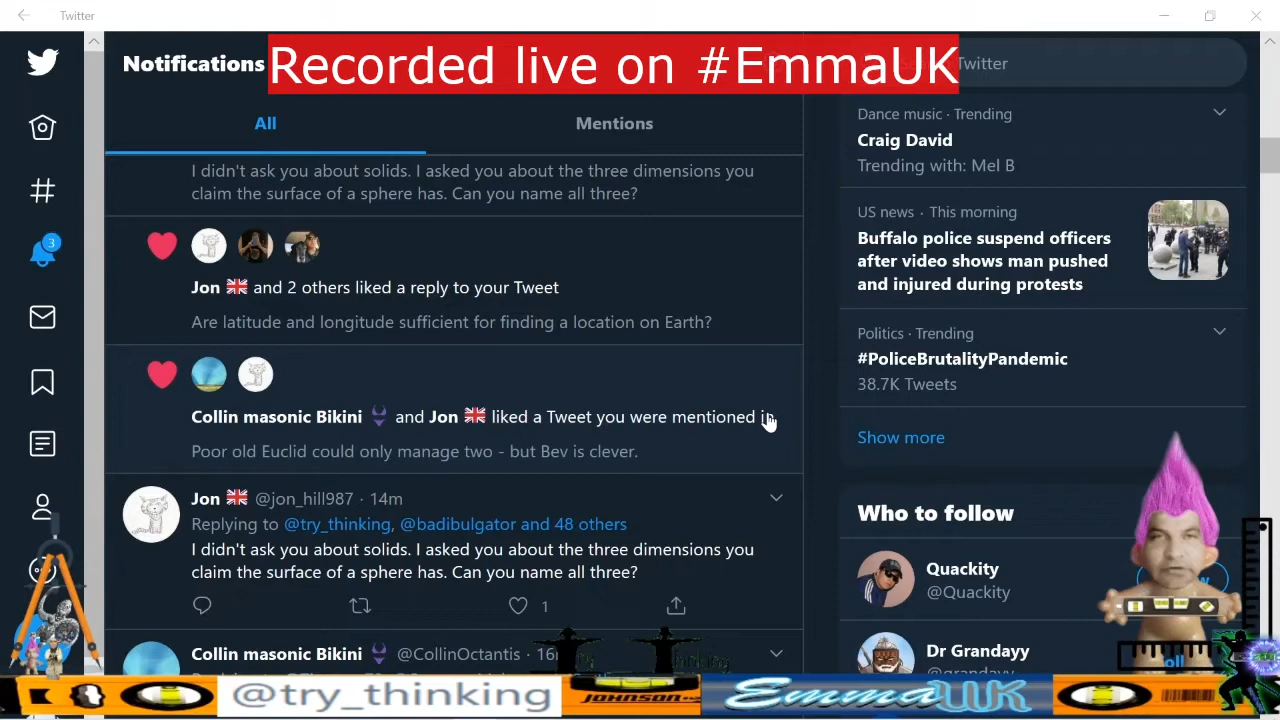 Twitter
Recorded live on #EmmaUK
Notifications
Twitter
All
Mentions
I didn't ask you about solids. I asked you about the three dimensions you
claim the surface of a sphere has. Can you name all three?
Jon and 2 others liked a reply to your Tweet
Are latitude and longitude sufficient for finding a location on Earth?
Collin masonic Bikini and Jon liked a Tweet you were mentioned in
Poor old Euclid could only manage two - but Bev is clever.
Jon @jon_hill987 · 14m
Replying to @try_thinking, @badibulgator and 48 others
I didn't ask you about solids. I asked you about the three dimensions you
claim the surface of a sphere has. Can you name all three?
1
Collin masonic Bikini @CollinOctantis · 16m
3
Dance music · Trending
Craig David
Trending with: Mel B
US news · This morning
Buffalo police suspend officers
after video shows man pushed
and injured during protests
Politics · Trending
#PoliceBrutalityPandemic
38.7K Tweets
Show more
Who to follow
Quackity
@Quackity
Dr Grandayy
@grandayy
@try_thinking
JOHNSON
EmmaUK